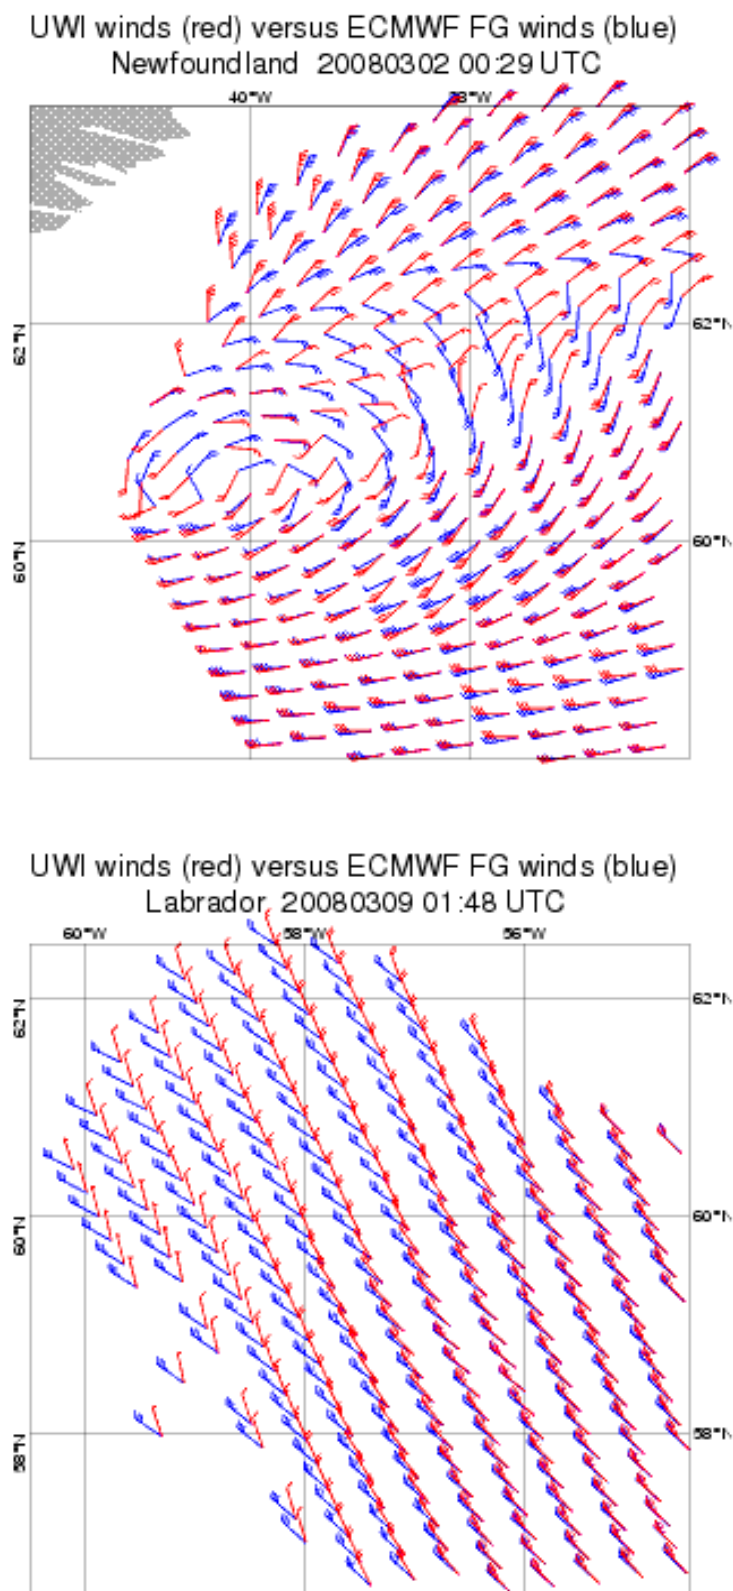 UWI winds (red) versus ECMWF FG winds (blue)
Newfoundland 20080302 00:29 UTC
40°W 38°W
62°N 62°N
60°N 60°N
UWI winds (red) versus ECMWF FG winds (blue)
Labrador 20080309 01:48 UTC
60°W 58°W 56°W
62°N 62°N
60°N 60°N
58°N 58°N